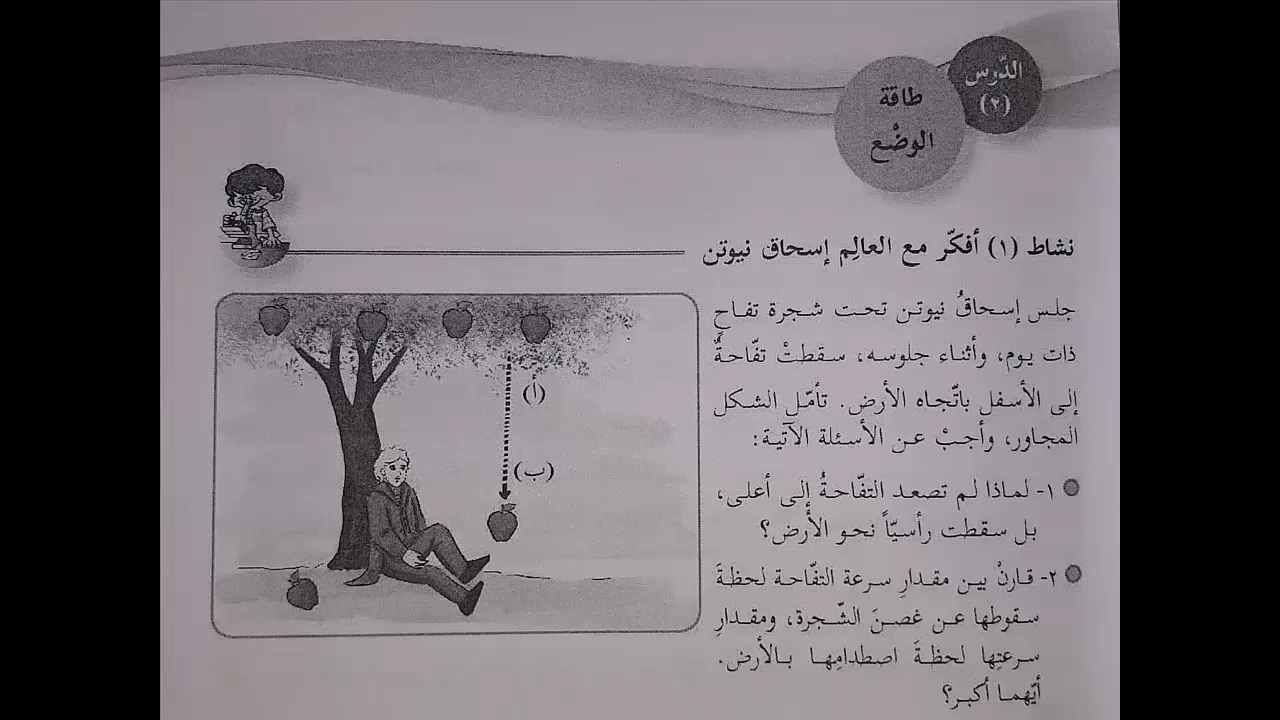 الدّرس
(٢)
طاقة
الوضْع
نشاط (١) أفكّر مع العالِم إسحاق نيوتن
جلس إسحاقُ نيوتن تحت شجرة تفاحٍ
ذات يوم، وأثناء جلوسه، سقطتْ تفّاحةٌ
إلى الأسفل باتّجاه الأرض. تأمّل الشكل
المجاور، وأجبْ عن الأسئلة الآتية:
١- لماذا لم تصعد التفّاحةُ إلى أعلى،
بل سقطت رأسيّاً نحو الأرض؟
٢- قارنْ بين مقدارِ سرعة التفّاحة لحظةَ
سقوطها عن غصنَ الشّجرة، ومقدارِ
سرعتِها لحظةَ اصطدامِها بالأرض.
أيّهما أكبر؟
(أ)
(ب)